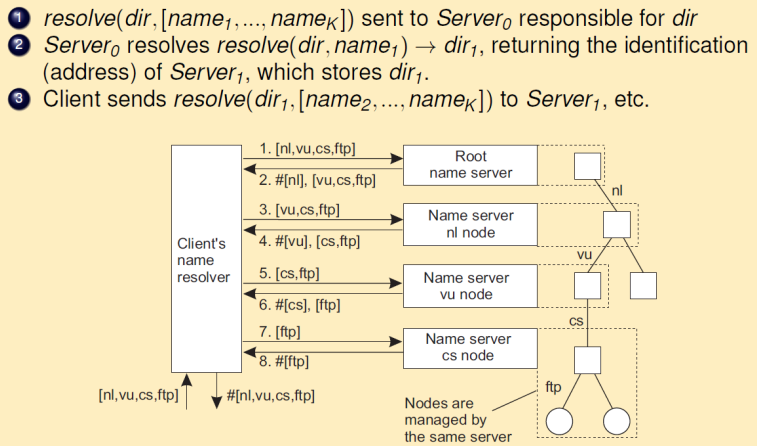 1 resolve(dir,[name1,...,nameK]) sent to Server0 responsible for dir
2 Server0 resolves resolve(dir,name1) → dir1, returning the identification
(address) of Server1, which stores dir1.
3 Client sends resolve(dir1,[name2,...,nameK]) to Server1, etc.
1. [nl,vu,cs,ftp]
2. #[nl], [vu,cs,ftp]
Root
name server
nl
3. [vu,cs,ftp]
4. #[vu], [cs,ftp]
Name server
nl node
vu
Client's
name
resolver
5. [cs,ftp]
6. #[cs], [ftp]
Name server
vu node
cs
7. [ftp]
8. #[ftp]
Name server
cs node
ftp
[nl,vu,cs,ftp]
#[nl,vu,cs,ftp]
Nodes are
managed by
the same server